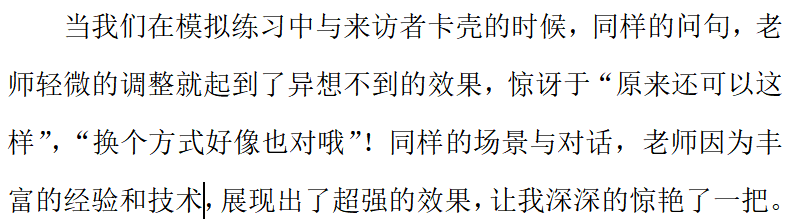 当我们在模拟练习中与来访者卡壳的时候，同样的问句，老
师轻微的调整就起到了异想不到的效果，惊讶于“原来还可以这
样”，“换个方式好像也对哦”！同样的场景与对话，老师因为丰
富的经验和技术，展现出了超强的效果，让我深深的惊艳了一把。